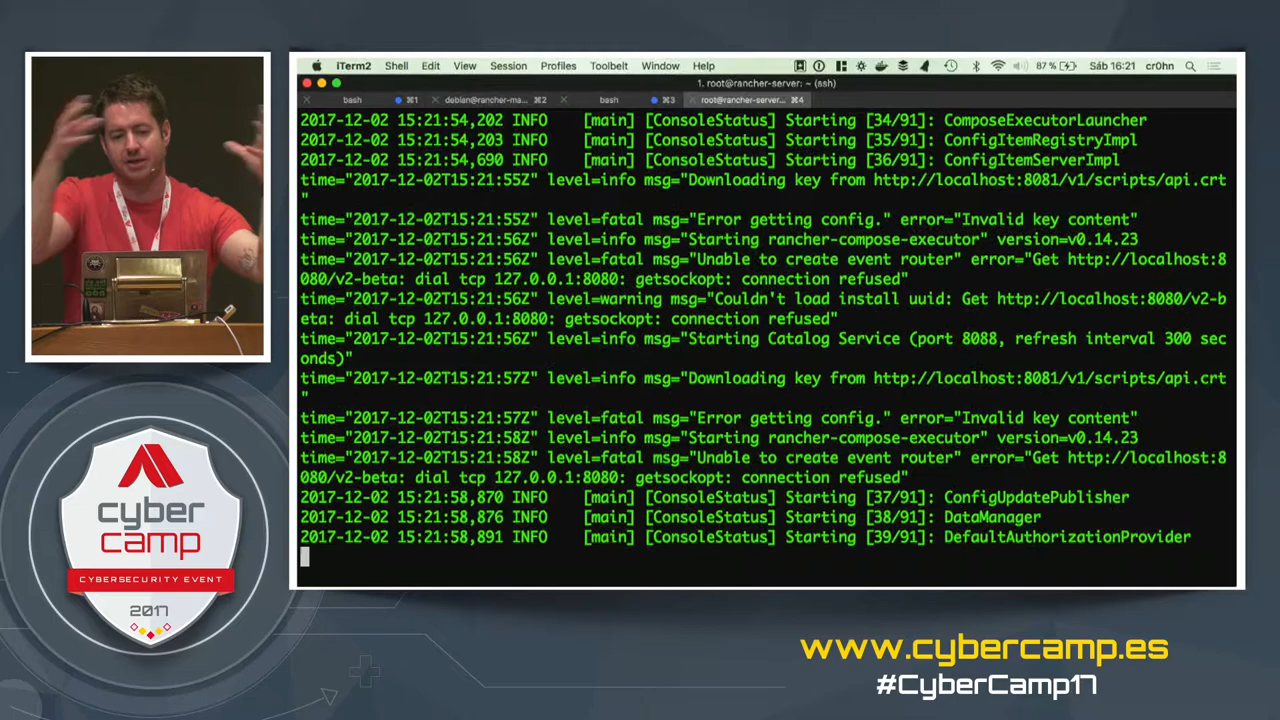 iTerm2 Shell Edit View Session Profiles Toolbelt Window Help 87 % Sáb 16:21 cr0hn
1. root@rancher-server: ~ (ssh)
bash ⌘1 debian@rancher-ma... ⌘2 bash ⌘3 root@rancher-server... ⌘4
2017-12-02 15:21:54,202 INFO [main] [ConsoleStatus] Starting [34/91]: ComposeExecutorLauncher
2017-12-02 15:21:54,203 INFO [main] [ConsoleStatus] Starting [35/91]: ConfigItemRegistryImpl
2017-12-02 15:21:54,690 INFO [main] [ConsoleStatus] Starting [36/91]: ConfigItemServerImpl
time="2017-12-02T15:21:55Z" level=info msg="Downloading key from http://localhost:8081/v1/scripts/api.crt
"
time="2017-12-02T15:21:55Z" level=fatal msg="Error getting config." error="Invalid key content"
time="2017-12-02T15:21:56Z" level=info msg="Starting rancher-compose-executor" version=v0.14.23
time="2017-12-02T15:21:56Z" level=fatal msg="Unable to create event router" error="Get http://localhost:8
080/v2-beta: dial tcp 127.0.0.1:8080: getsockopt: connection refused"
time="2017-12-02T15:21:56Z" level=warning msg="Couldn't load install uuid: Get http://localhost:8080/v2-b
eta: dial tcp 127.0.0.1:8080: getsockopt: connection refused"
time="2017-12-02T15:21:56Z" level=info msg="Starting Catalog Service (port 8088, refresh interval 300 sec
onds)"
time="2017-12-02T15:21:57Z" level=info msg="Downloading key from http://localhost:8081/v1/scripts/api.crt
"
time="2017-12-02T15:21:57Z" level=fatal msg="Error getting config." error="Invalid key content"
time="2017-12-02T15:21:58Z" level=info msg="Starting rancher-compose-executor" version=v0.14.23
time="2017-12-02T15:21:58Z" level=fatal msg="Unable to create event router" error="Get http://localhost:8
080/v2-beta: dial tcp 127.0.0.1:8080: getsockopt: connection refused"
2017-12-02 15:21:58,870 INFO [main] [ConsoleStatus] Starting [37/91]: ConfigUpdatePublisher
2017-12-02 15:21:58,876 INFO [main] [ConsoleStatus] Starting [38/91]: DataManager
2017-12-02 15:21:58,891 INFO [main] [ConsoleStatus] Starting [39/91]: DefaultAuthorizationProvider
cyber
camp
CYBERSECURITY EVENT
2017
www.cybercamp.es
#CyberCamp17